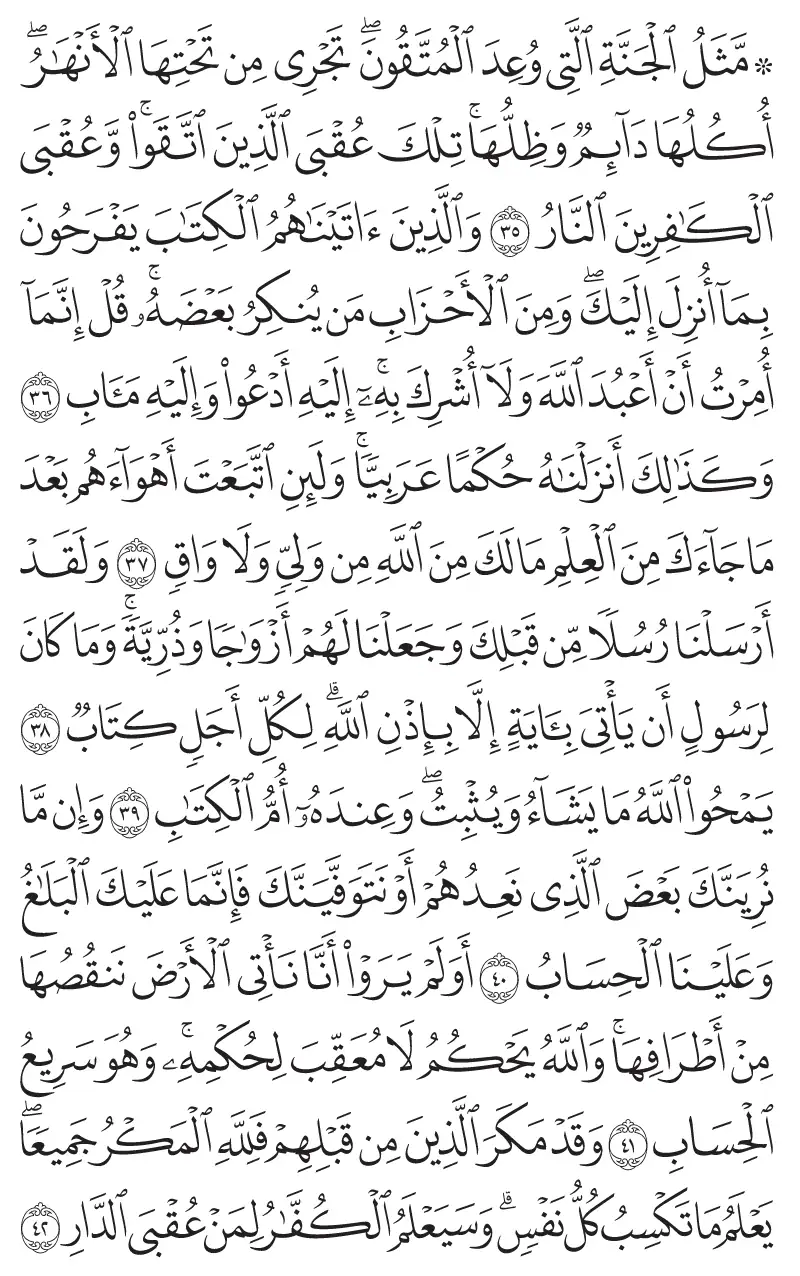 ۞ مَّثَلُ ٱلْجَنَّةِ ٱلَّتِى وُعِدَ ٱلْمُتَّقُونَ ۖ تَجْرِى مِن تَحْتِهَا ٱلْأَنْهَـٰرُ ۖ
أُكُلُهَا دَآئِمٌ وَظِلُّهَا ۚ تِلْكَ عُقْبَى ٱلَّذِينَ ٱتَّقَوا۟ ۚ وَّعُقْبَى
ٱلْكَـٰفِرِينَ ٱلنَّارُ ٣٥ وَٱلَّذِينَ ءَاتَيْنَـٰهُمُ ٱلْكِتَـٰبَ يَفْرَحُونَ
بِمَآ أُنزِلَ إِلَيْكَ ۖ وَمِنَ ٱلْأَحْزَابِ مَن يُنكِرُ بَعْضَهُۥ ۚ قُلْ إِنَّمَآ
أُمِرْتُ أَنْ أَعْبُدَ ٱللَّهَ وَلَآ أُشْرِكَ بِهِۦٓ ۚ إِلَيْهِ أَدْعُوا۟ وَإِلَيْهِ مَـَٔابِ ٣٦
وَكَذَٰلِكَ أَنزَلْنَـٰهُ حُكْمًا عَرَبِيًّا ۚ وَلَئِنِ ٱتَّبَعْتَ أَهْوَآءَهُم بَعْدَ
مَا جَآءَكَ مِنَ ٱلْعِلْمِ مَا لَكَ مِنَ ٱللَّهِ مِن وَلِىٍّ وَلَا وَاقٍ ٣٧ وَلَقَدْ
أَرْسَلْنَا رُسُلًا مِّن قَبْلِكَ وَجَعَلْنَا لَهُمْ أَزْوَٰجًا وَذُرِّيَّةً ۚ وَمَا كَانَ
لِرَسُولٍ أَن يَأْتِىَ بِـَٔايَةٍ إِلَّا بِإِذْنِ ٱللَّهِ ۗ لِكُلِّ أَجَلٍ كِتَابٌ ٣٨
يَمْحُوا۟ ٱللَّهُ مَا يَشَآءُ وَيُثْبِتُ ۖ وَعِندَهُۥٓ أُمُّ ٱلْكِتَـٰبِ ٣٩ وَإِن مَّا
نُرِيَنَّكَ بَعْضَ ٱلَّذِى نَعِدُهُمْ أَوْ نَتَوَفَّيَنَّكَ فَإِنَّمَا عَلَيْكَ ٱلْبَلَـٰغُ
وَعَلَيْنَا ٱلْحِسَابُ ٤٠ أَوَلَمْ يَرَوْا۟ أَنَّا نَأْتِى ٱلْأَرْضَ نَنقُصُهَا
مِنْ أَطْرَافِهَا ۚ وَٱللَّهُ يَحْكُمُ لَا مُعَقِّبَ لِحُكْمِهِۦ ۚ وَهُوَ سَرِيعُ
ٱلْحِسَابِ ٤١ وَقَدْ مَكَرَ ٱلَّذِينَ مِن قَبْلِهِمْ فَلِلَّهِ ٱلْمَكْرُ جَمِيعًا ۖ
يَعْلَمُ مَا تَكْسِبُ كُلُّ نَفْسٍ ۗ وَسَيَعْلَمُ ٱلْكُفَّـٰرُ لِمَنْ عُقْبَى ٱلدَّارِ ٤٢